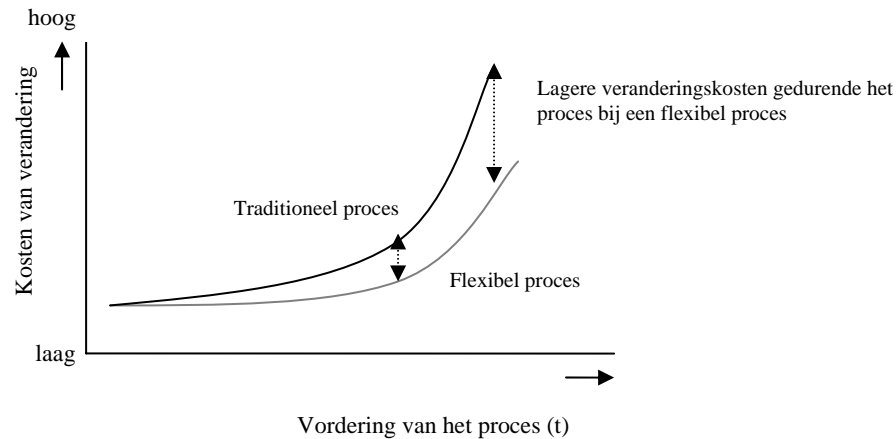 hoog
Kosten van verandering
Lagere veranderingskosten gedurende het
proces bij een flexibel proces
Traditioneel proces
Flexibel proces
laag
Vordering van het proces (t)